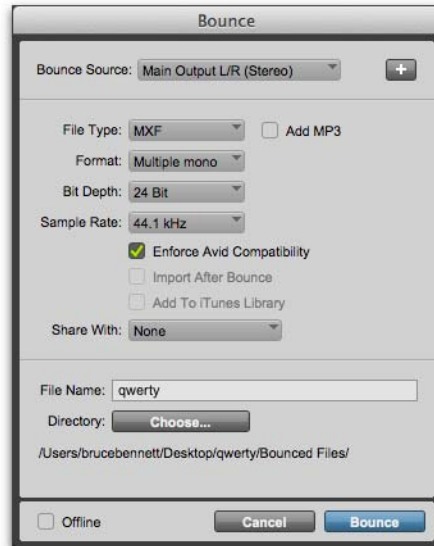 Bounce
Bounce Source: Main Output L/R (Stereo) +
File Type: MXF Add MP3
Format: Multiple mono
Bit Depth: 24 Bit
Sample Rate: 44.1 kHz
Enforce Avid Compatibility
Import After Bounce
Add To iTunes Library
Share With: None
File Name: qwerty
Directory: Choose...
/Users/brucebennett/Desktop/qwerty/Bounced Files/
Offline Cancel Bounce